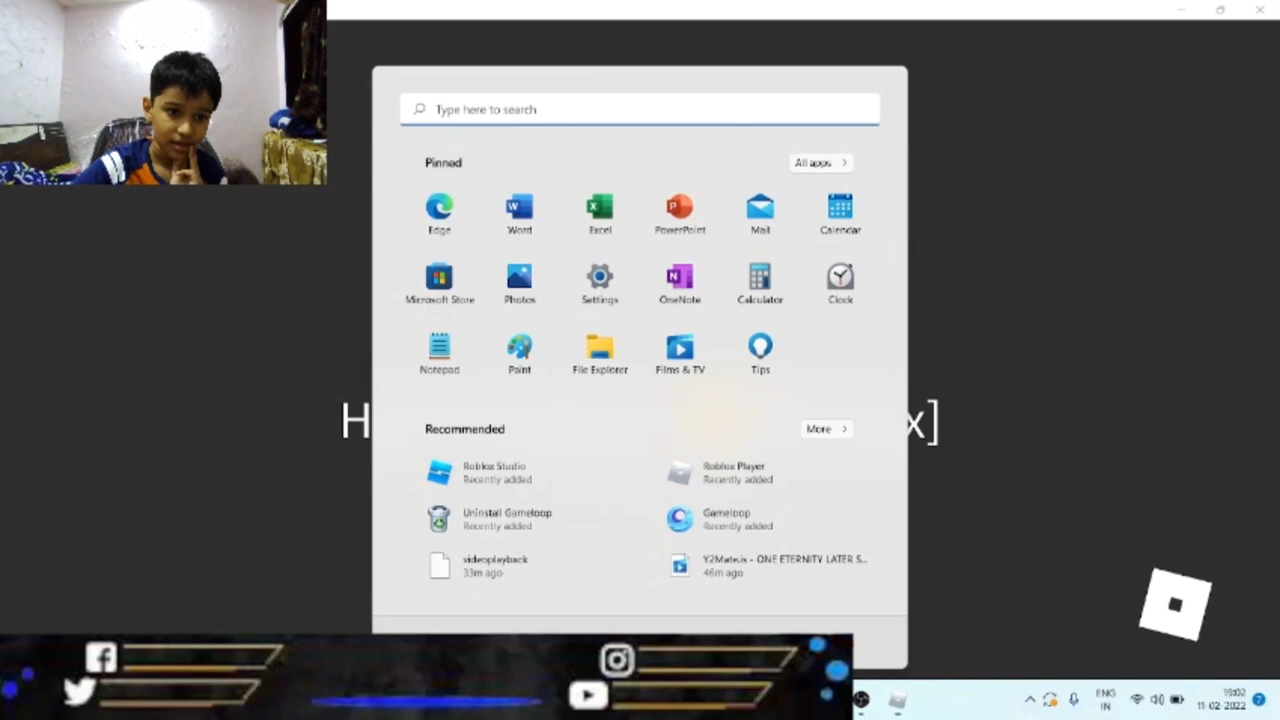 Type here to search
Pinned
All apps
Edge
Word
Excel
PowerPoint
Mail
Calendar
Microsoft Store
Photos
Settings
OneNote
Calculator
Clock
Notepad
Paint
File Explorer
Films & TV
Tips
H
x]
Recommended
More
Roblox Studio
Recently added
Roblox Player
Recently added
Uninstall Gameloop
Recently added
Gameloop
Recently added
videoplayback
33m ago
Y2Mate.is - ONE ETERNITY LATER S...
46m ago
ENG
IN
19:02
11-02-2022
7